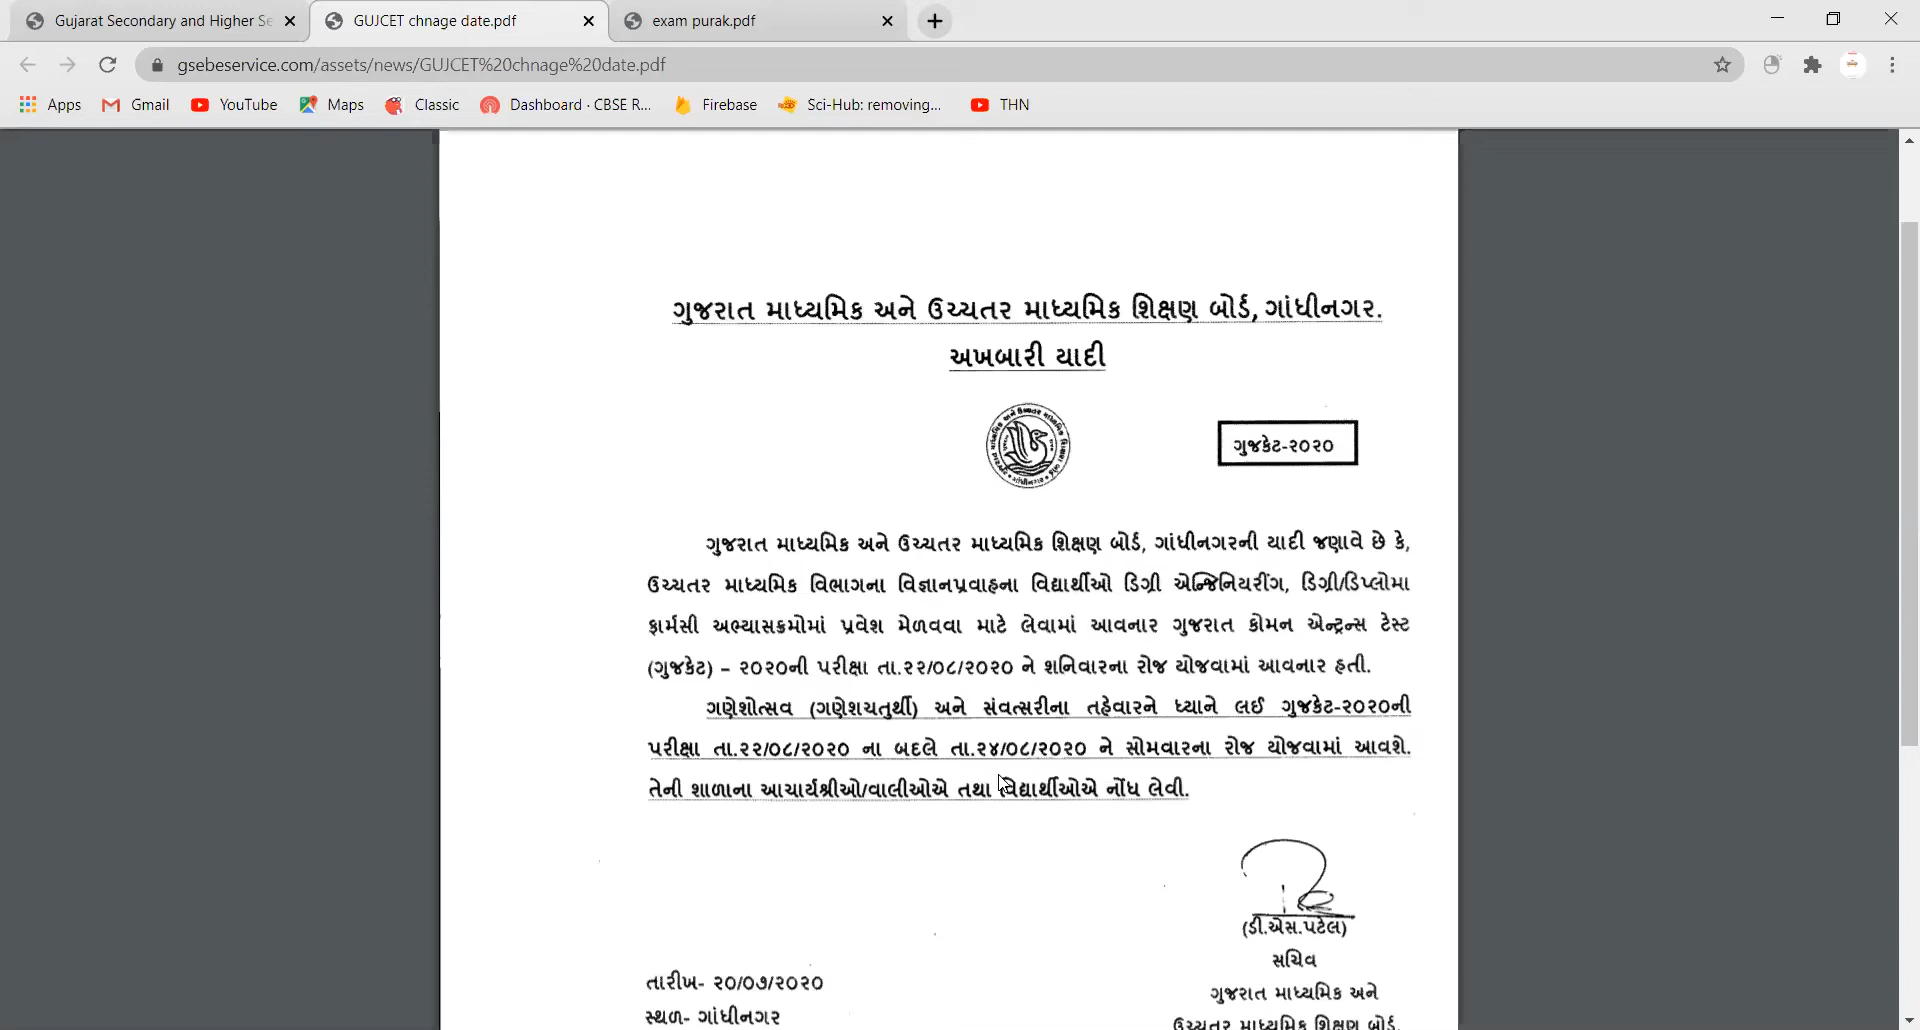 Gujarat Secondary and Higher Se
GUJCET chnage date.pdf
exam purak.pdf
gsebeservice.com/assets/news/GUJCET%20chnage%20date.pdf
Apps Gmail YouTube Maps Classic Dashboard · CBSE R... Firebase Sci-Hub: removing... THN
ગુજરાત માધ્યમિક અને ઉચ્ચતર માધ્યમિક શિક્ષણ બોર્ડ, ગાંધીનગર.
અખબારી યાદી
ગુજકેટ-૨૦૨૦
ગુજરાત માધ્યમિક અને ઉચ્ચતર માધ્યમિક શિક્ષણ બોર્ડ, ગાંધીનગરની યાદી જણાવે છે કે,
ઉચ્ચતર માધ્યમિક વિભાગના વિજ્ઞાનપ્રવાહના વિદ્યાર્થીઓ ડિગ્રી એન્જિનિયરીંગ, ડિગ્રી/ડિપ્લોમા
ફાર્મસી અભ્યાસક્રમોમાં પ્રવેશ મેળવવા માટે લેવામાં આવનાર ગુજરાત કોમન એન્ટ્રન્સ ટેસ્ટ
(ગુજકેટ) – ૨૦૨૦ની પરીક્ષા તા.૨૨/૦૮/૨૦૨૦ ને શનિવારના રોજ યોજવામાં આવનાર હતી.
ગણેશોત્સવ (ગણેશચતુર્થી) અને સંવત્સરીના તહેવારને ધ્યાને લઈ ગુજકેટ-૨૦૨૦ની
પરીક્ષા તા.૨૨/૦૮/૨૦૨૦ ના બદલે તા.૨૪/૦૮/૨૦૨૦ ને સોમવારના રોજ યોજવામાં આવશે.
તેની શાળાના આચાર્યશ્રીઓ/વાલીઓએ તથા વિદ્યાર્થીઓએ નોંધ લેવી.
(ડી.એસ.પટેલ)
સચિવ
તારીખ- ૨૦/૦૭/૨૦૨૦
ગુજરાત માધ્યમિક અને
સ્થળ- ગાંધીનગર
ઉચ્ચતર માધ્યમિક શિક્ષણ બોર્ડ.